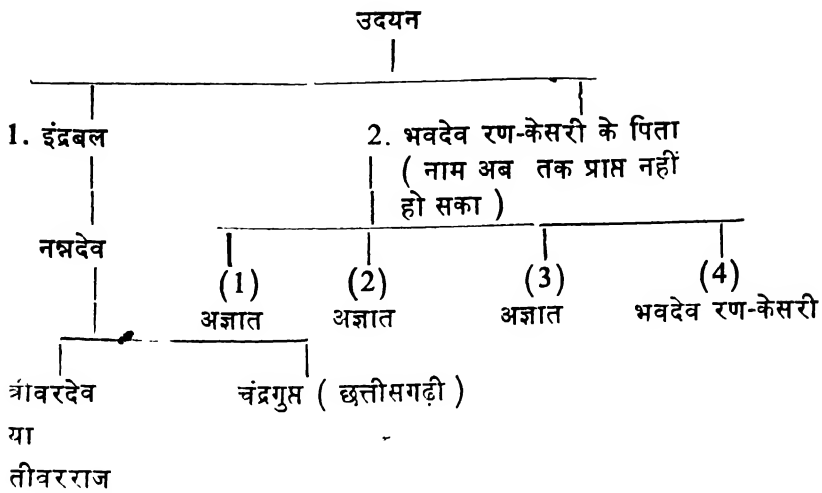 उदयन
1. इंद्रबल 2. भवदेव रण-केसरी के पिता
( नाम अब तक प्राप्त नहीं
हो सका )
नन्नदेव
(1) (2) (3) (4)
अज्ञात अज्ञात अज्ञात भवदेव रण-केसरी
त्रीवरदेव चंद्रगुप्त ( छत्तीसगढ़ी )
या
तीवरराज